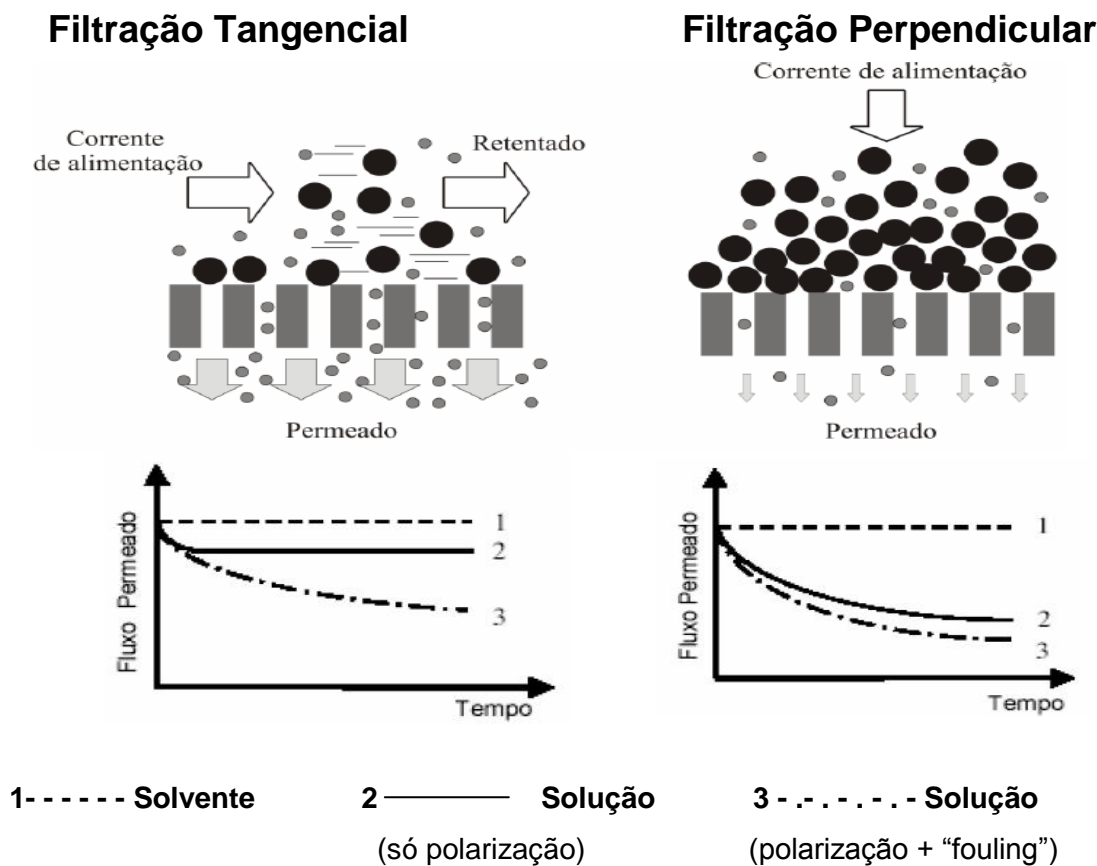 Filtração Tangencial
Filtração Perpendicular
Corrente
de alimentação
Retentado
Permeado
Corrente de alimentação
Permeado
Fluxo Permeado
1
2
3
Tempo
Fluxo Permeado
1
2
3
Tempo
1- - - - - - Solvente 2 ———— Solução 3 - .- . - . - . - Solução
(só polarização) (polarização + “fouling”)